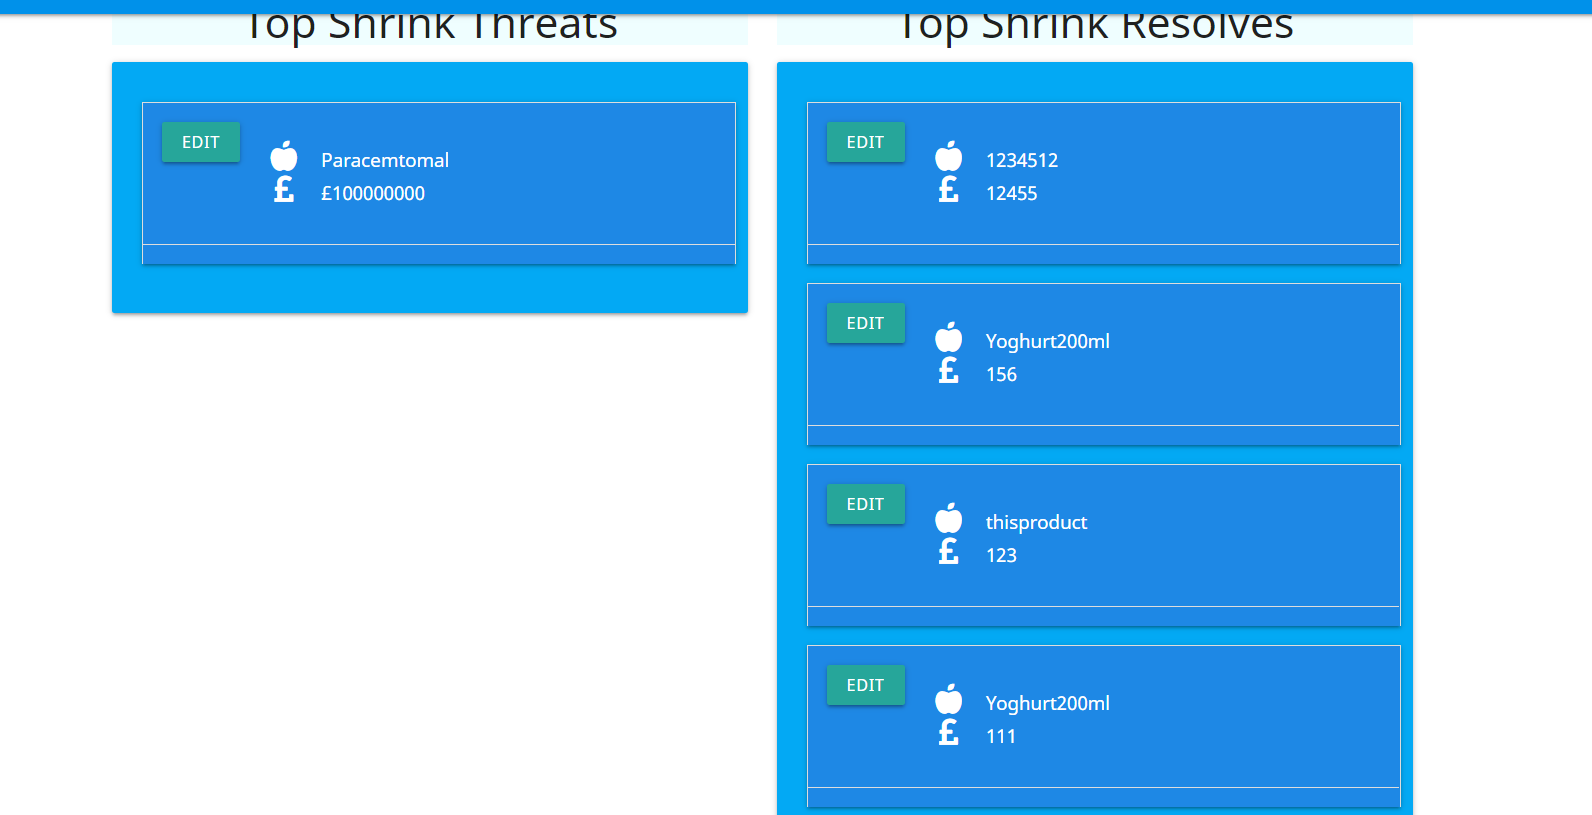 Top Shrink Threats
Top Shrink Resolves
EDIT
Paracemtomal
£
£100000000
EDIT
1234512
£
12455
EDIT
Yoghurt200ml
£
156
EDIT
thisproduct
£
123
EDIT
Yoghurt200ml
£
111